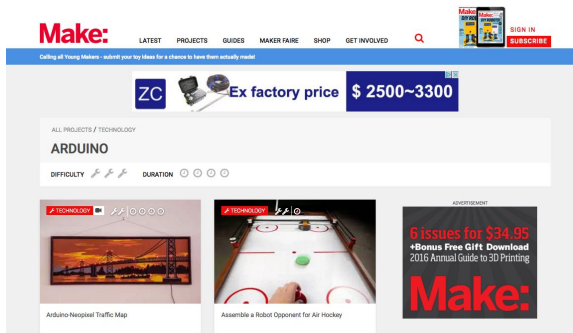 Make:
LATEST PROJECTS GUIDES MAKER FAIRE SHOP GET INVOLVED
SIGN IN
SUBSCRIBE
Calling all Young Makers - submit your toy ideas for a chance to have them actually made!
ZC Ex factory price $ 2500~3300
ALL PROJECTS / TECHNOLOGY
ARDUINO
DIFFICULTY DURATION
TECHNOLOGY
Arduino-Neopixel Traffic Map
TECHNOLOGY
Assemble a Robot Opponent for Air Hockey
ADVERTISEMENT
6 issues for $34.95
+Bonus Free Gift Download
2016 Annual Guide to 3D Printing
Make: